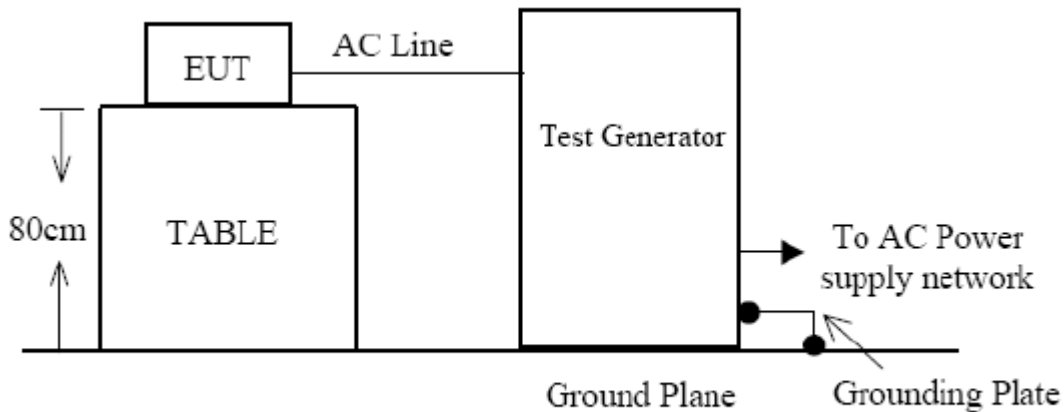 EUT
AC Line
Test Generator
80cm
TABLE
To AC Power
supply network
Ground Plane
Grounding Plate